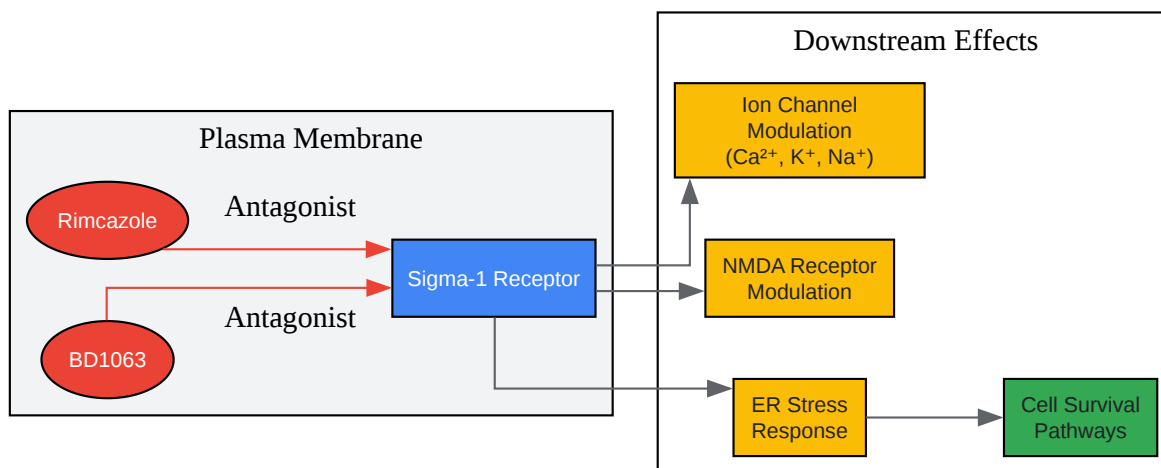 Downstream Effects
Ion Channel
Modulation
(Ca²⁺, K⁺, Na⁺)
Plasma Membrane
Rimcazole
Antagonist
Sigma-1 Receptor
NMDA Receptor
Modulation
Antagonist
BD1063
ER Stress
Response
Cell Survival
Pathways